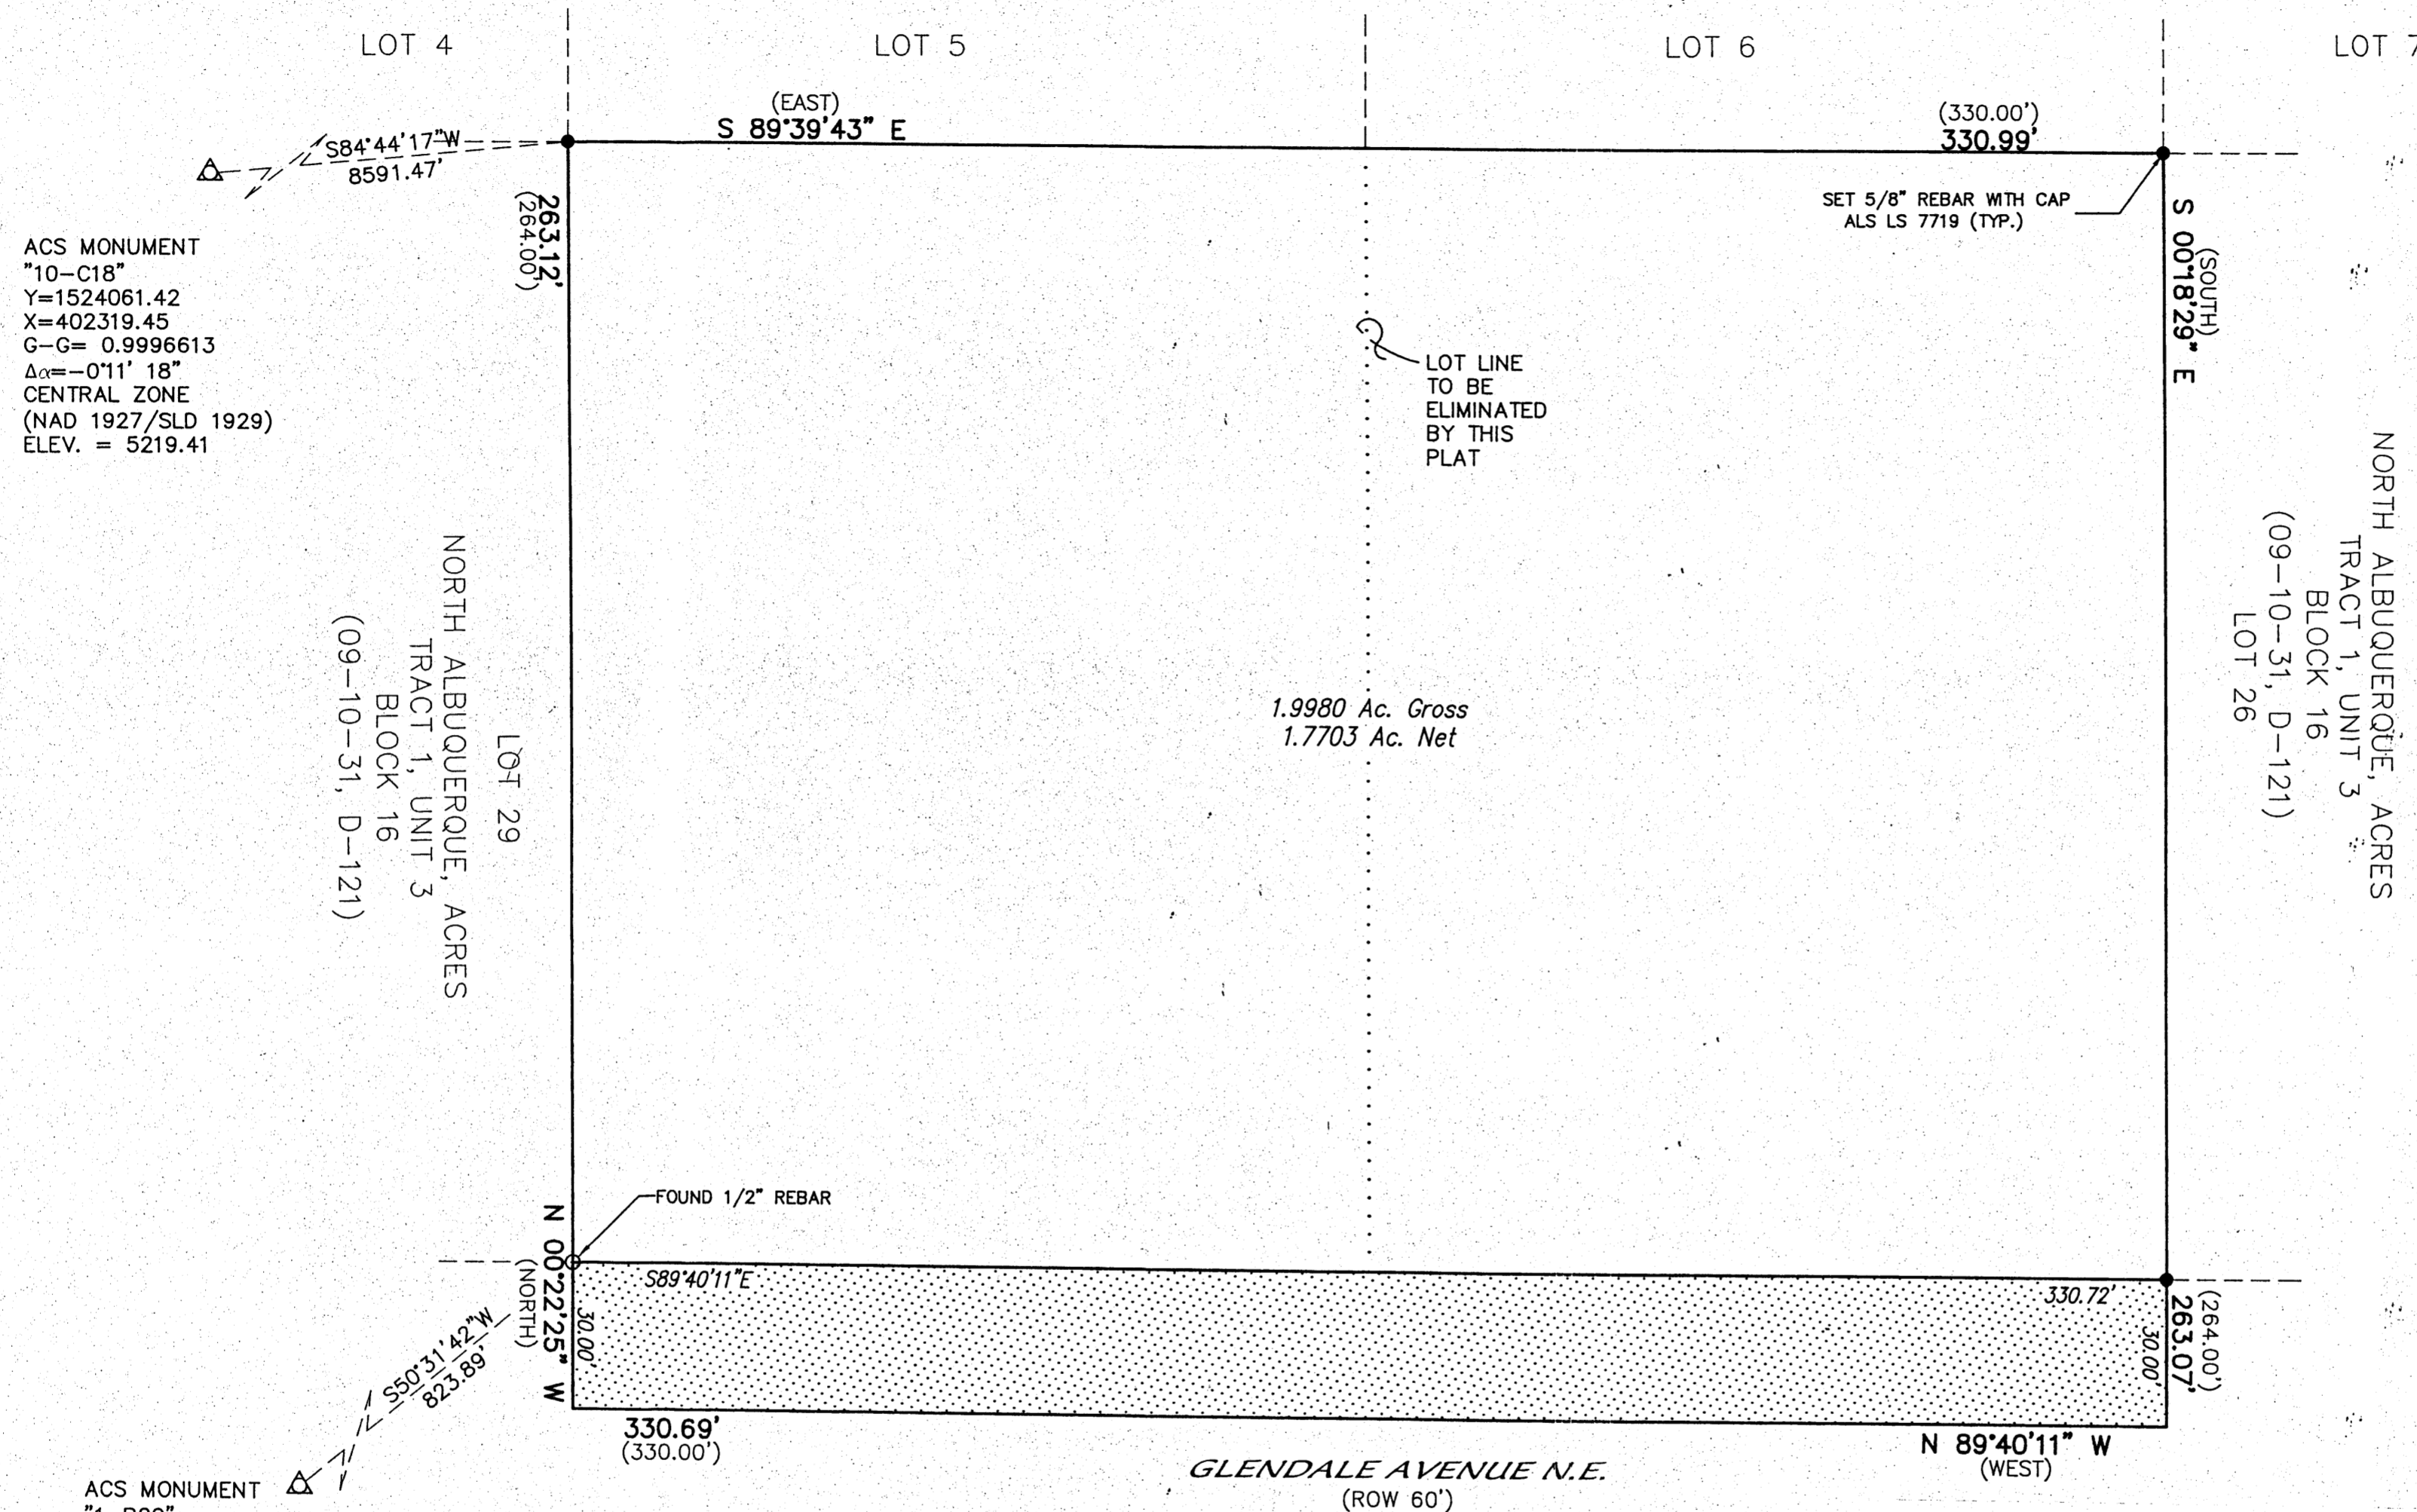 LOT 4
LOT 5
LOT 6
LOT 7
(EAST)
S 89°39'43" E
(330.00')
330.99'
S84°44'17"W
8591.47'
SET 5/8" REBAR WITH CAP
ALS LS 7719 (TYP.)
263.12'
(264.00')
(SOUTH)
S 00°18'29" E
ACS MONUMENT
"10-C18"
Y=1524061.42
X=402319.45
G-G= 0.9996613
Δα=-0°11' 18"
CENTRAL ZONE
(NAD 1927/SLD 1929)
ELEV. = 5219.41
LOT LINE
TO BE
ELIMINATED
BY THIS
PLAT
LOT 29
NORTH ALBUQUERQUE, ACRES
TRACT 1, UNIT 3
BLOCK 16
(09-10-31, D-121)
1.9980 Ac. Gross
1.7703 Ac. Net
NORTH ALBUQUERQUE, ACRES
TRACT 1, UNIT 3
BLOCK 16
(09-10-31, D-121)
LOT 26
FOUND 1/2" REBAR
N 00°22'25" W
(NORTH)
S89°40'11"E
330.72'
30.00'
30.00'
(264.00')
263.07'
S50°31'42"W
823.89'
330.69'
(330.00')
N 89°40'11" W
(WEST)
GLENDALE AVENUE N.E.
(ROW 60')
ACS MONUMENT